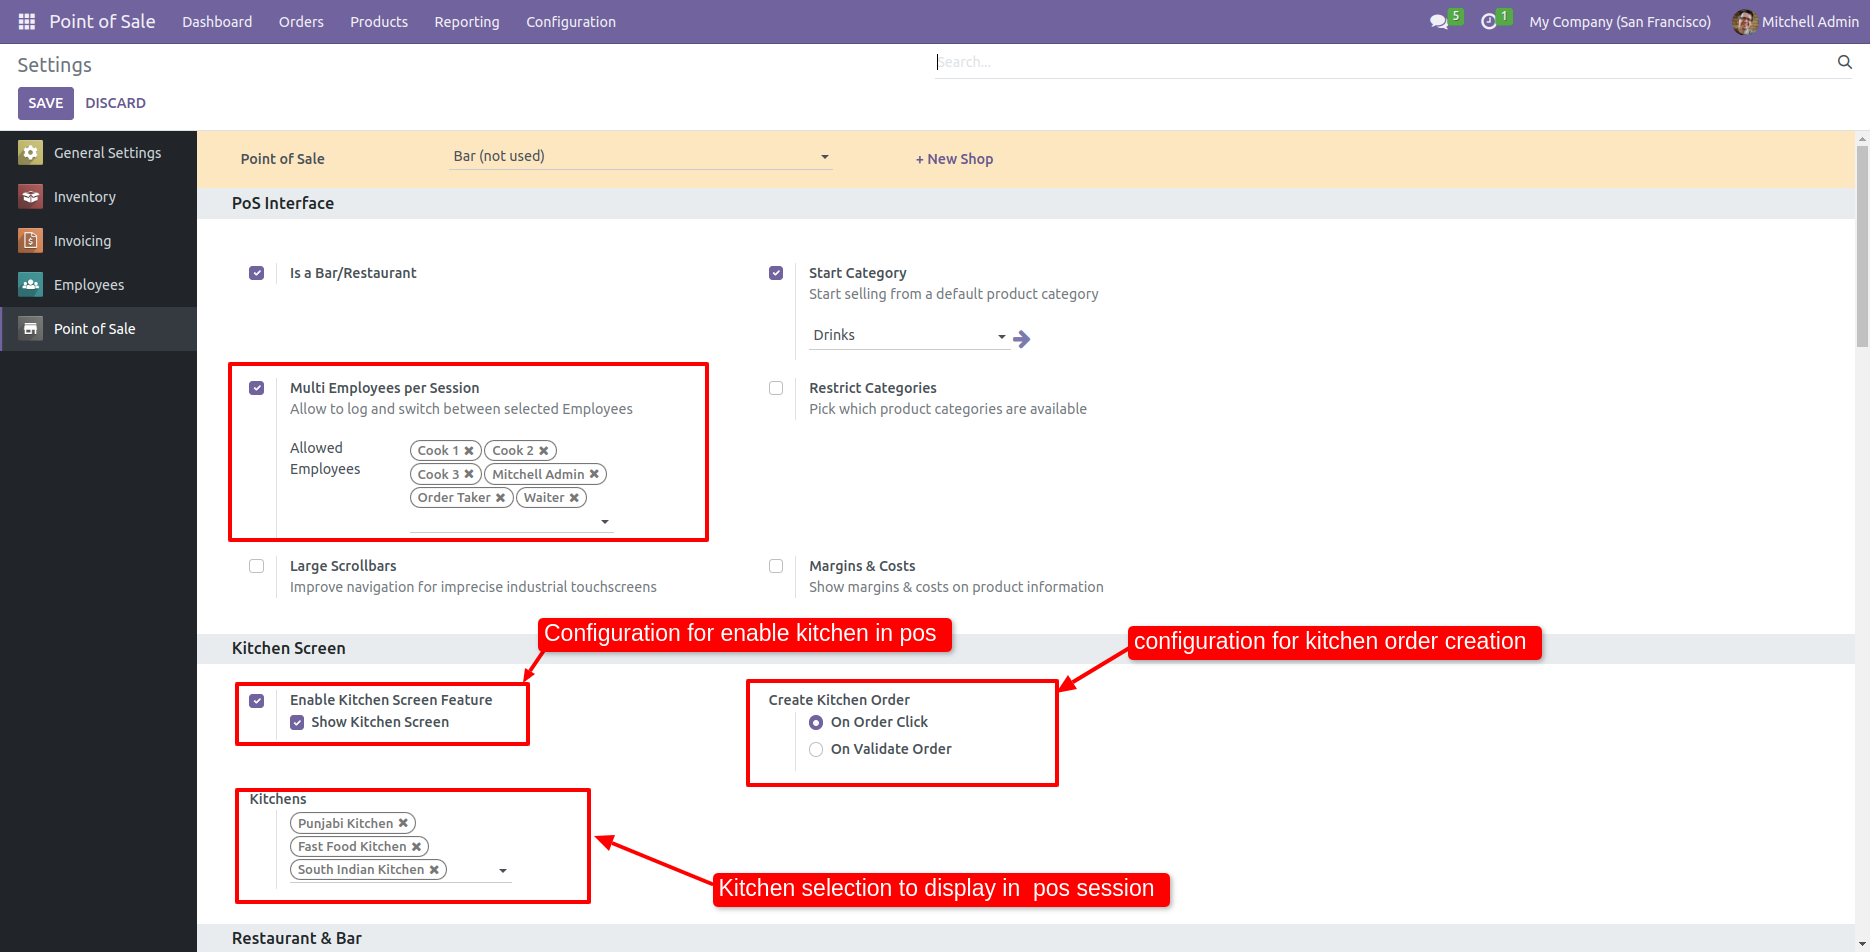 Point of Sale Dashboard Orders Products Reporting Configuration 5 1 My Company (San Francisco) Mitchell Admin
Settings
Search...
SAVE DISCARD
General Settings
Inventory
Invoicing
Employees
Point of Sale
Point of Sale Bar (not used) + New Shop
PoS Interface
Is a Bar/Restaurant
Start Category
Start selling from a default product category
Drinks
Multi Employees per Session
Allow to log and switch between selected Employees
Allowed
Employees
Cook 1 Cook 2
Cook 3 Mitchell Admin
Order Taker Waiter
Restrict Categories
Pick which product categories are available
Large Scrollbars
Improve navigation for imprecise industrial touchscreens
Margins & Costs
Show margins & costs on product information
Configuration for enable kitchen in pos
configuration for kitchen order creation
Kitchen Screen
Enable Kitchen Screen Feature
Show Kitchen Screen
Create Kitchen Order
On Order Click
On Validate Order
Kitchens
Punjabi Kitchen
Fast Food Kitchen
South Indian Kitchen
Kitchen selection to display in pos session
Restaurant & Bar